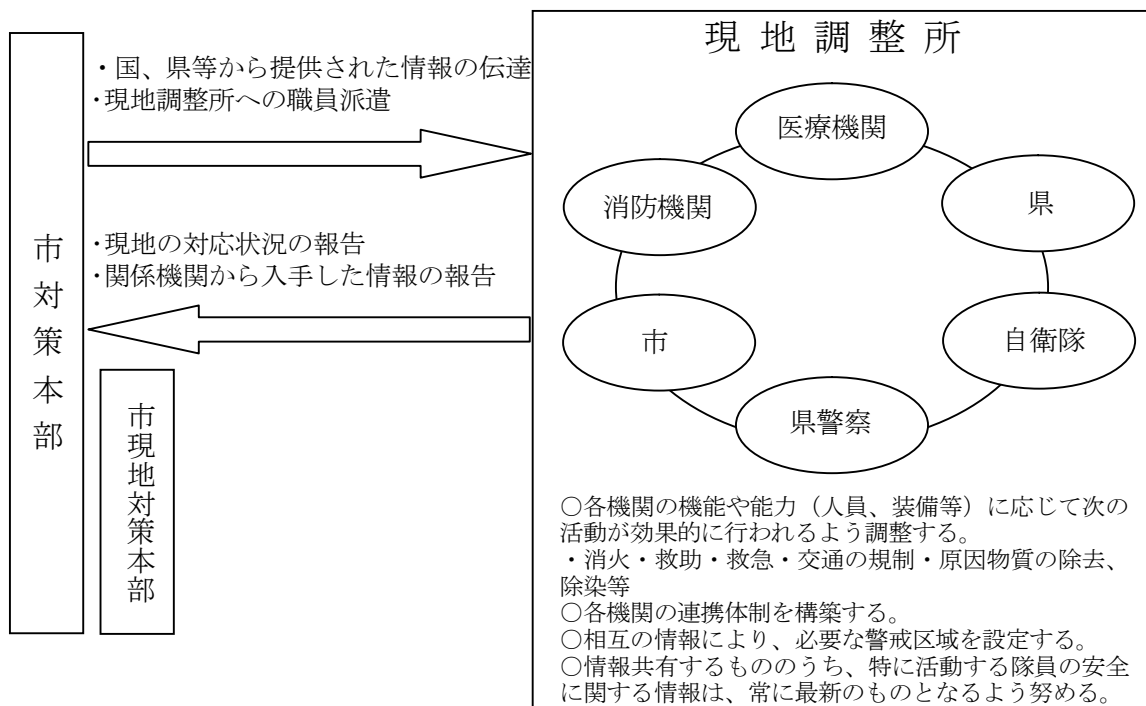 現地調整所
・国、県等から提供された情報の伝達
・現地調整所への職員派遣
・現地の対応状況の報告
・関係機関から入手した情報の報告
市対策本部
市現地対策本部
医療機関
消防機関
県
市
自衛隊
県警察
○各機関の機能や能力（人員、装備等）に応じて次の
活動が効果的に行われるよう調整する。
・消火・救助・救急・交通の規制・原因物質の除去、
除染等
○各機関の連携体制を構築する。
○相互の情報により、必要な警戒区域を設定する。
○情報共有するもののうち、特に活動する隊員の安全
に関する情報は、常に最新のものとなるよう努める。